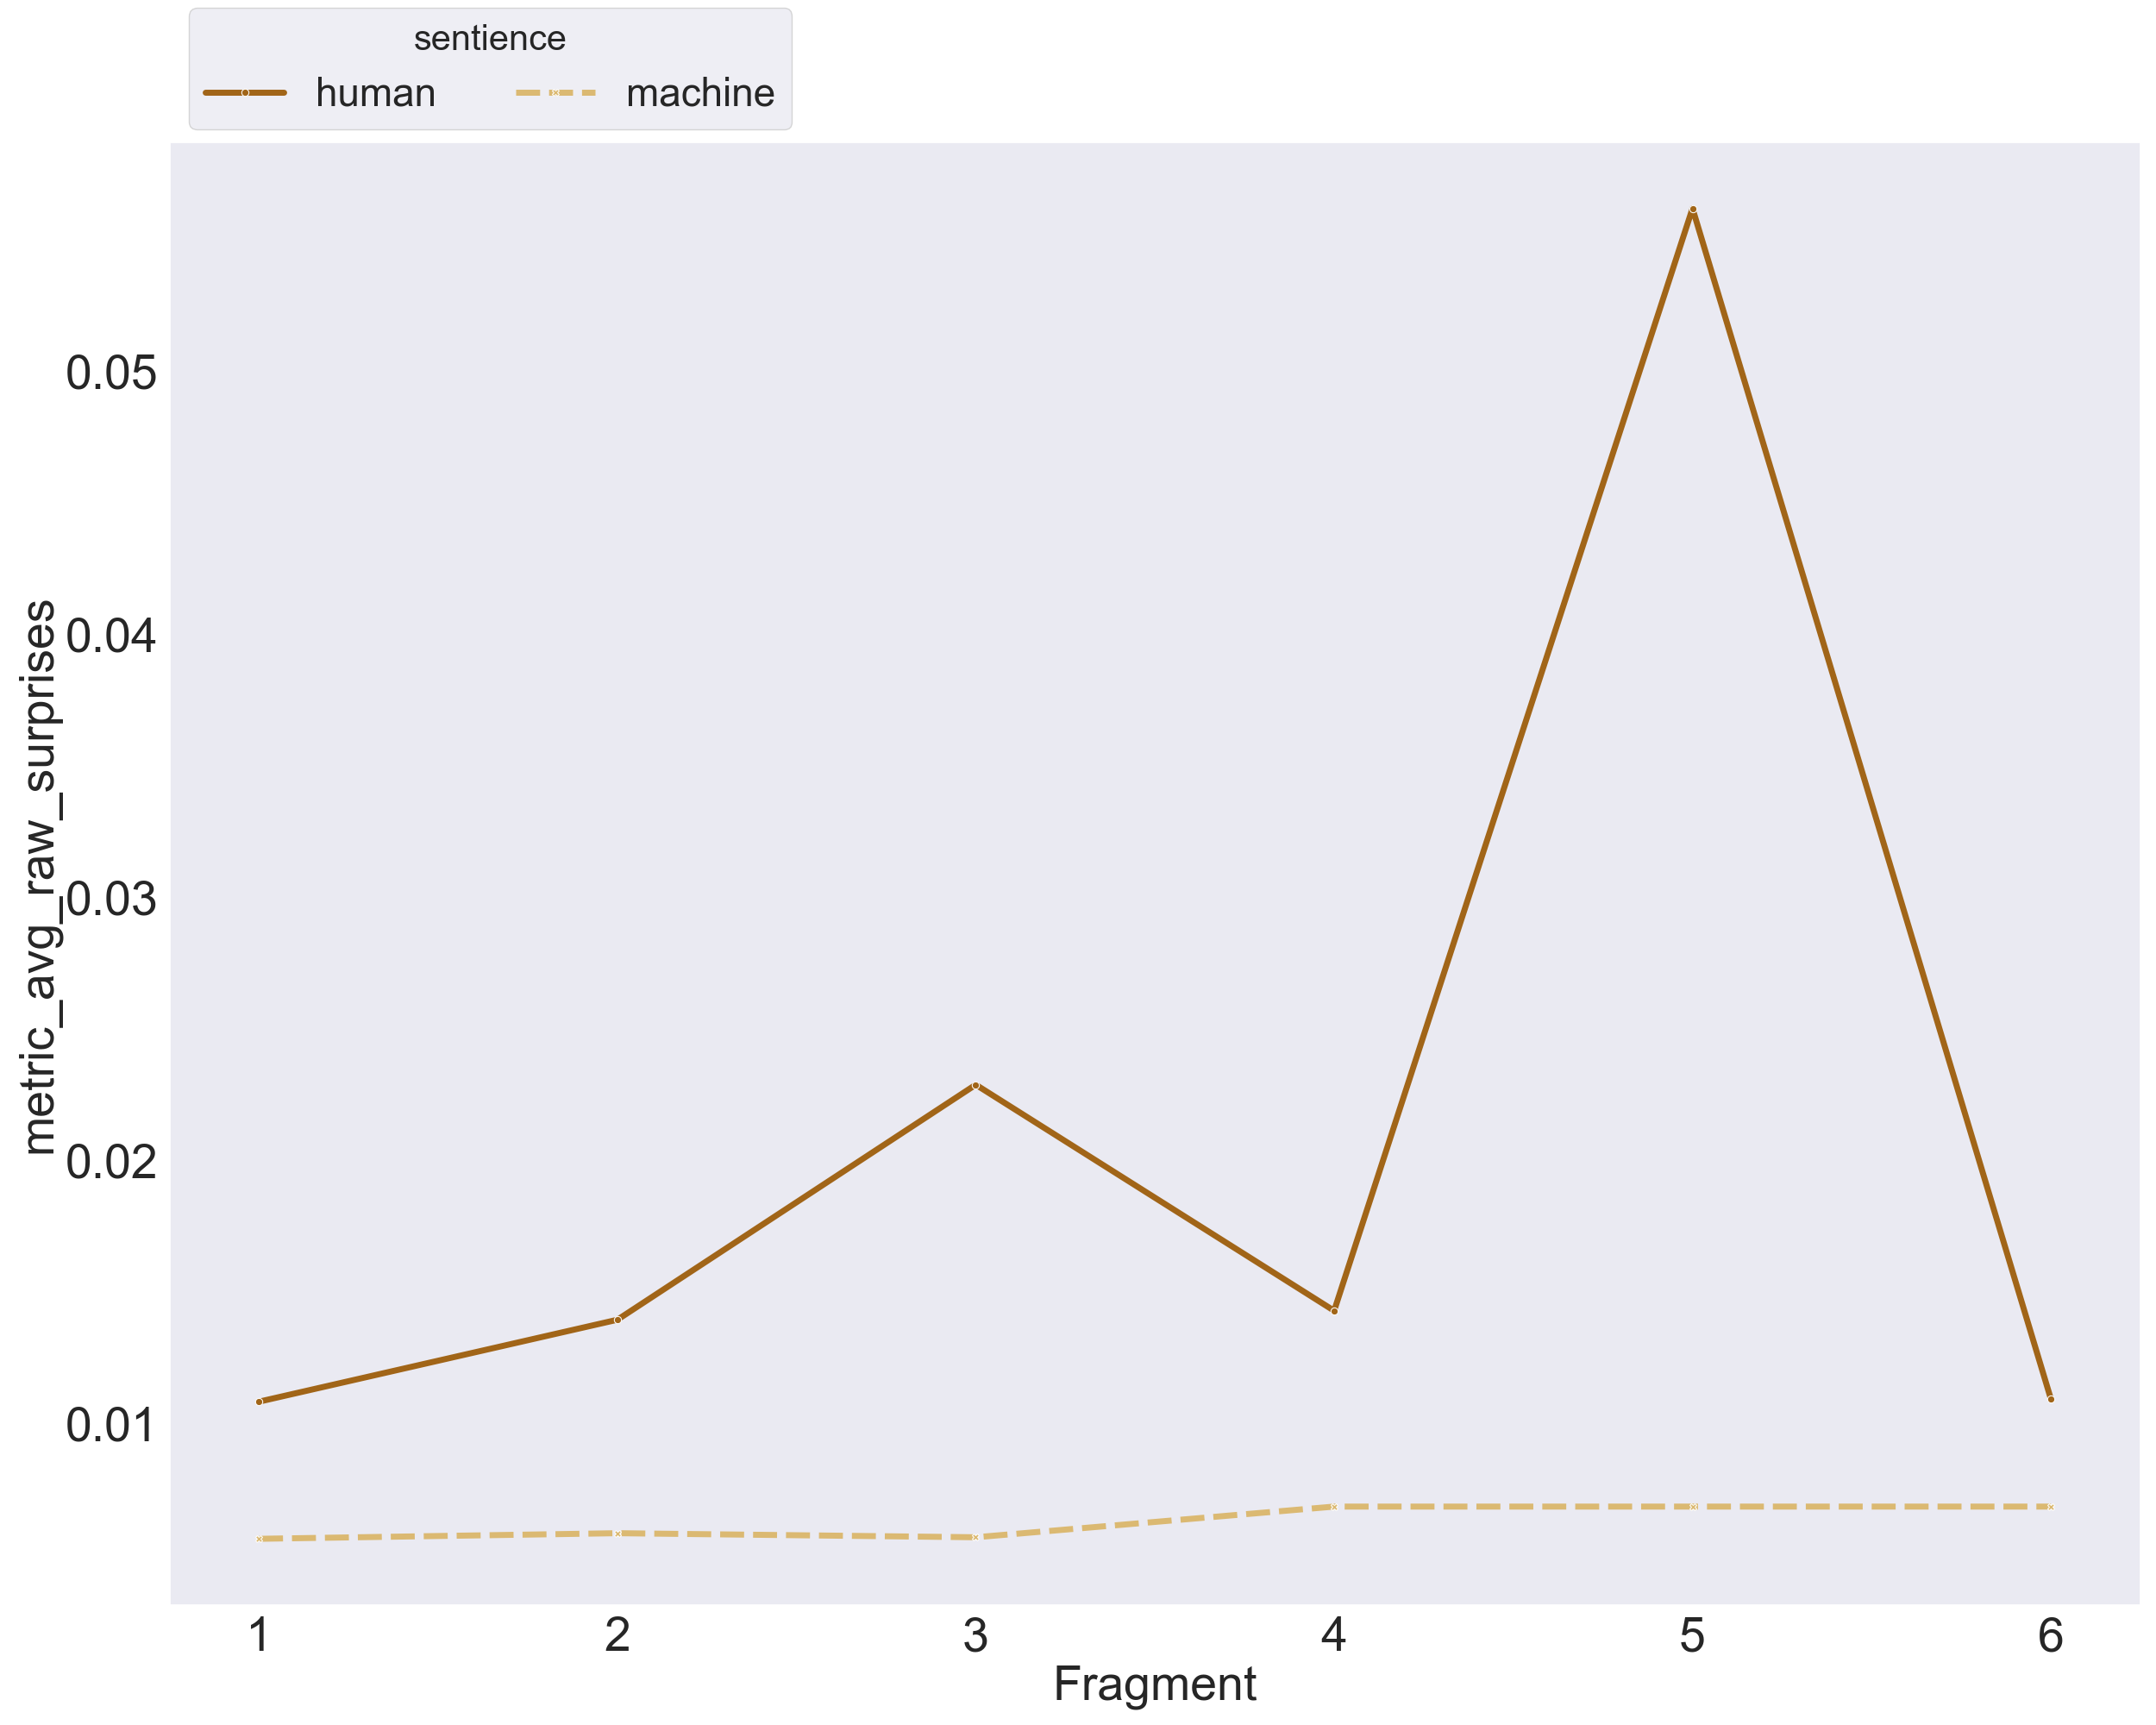 sentience
human machine
metric_avg_raw_surprises
0.05
0.04
0.03
0.02
0.01
1 2 3 4 5 6
Fragment